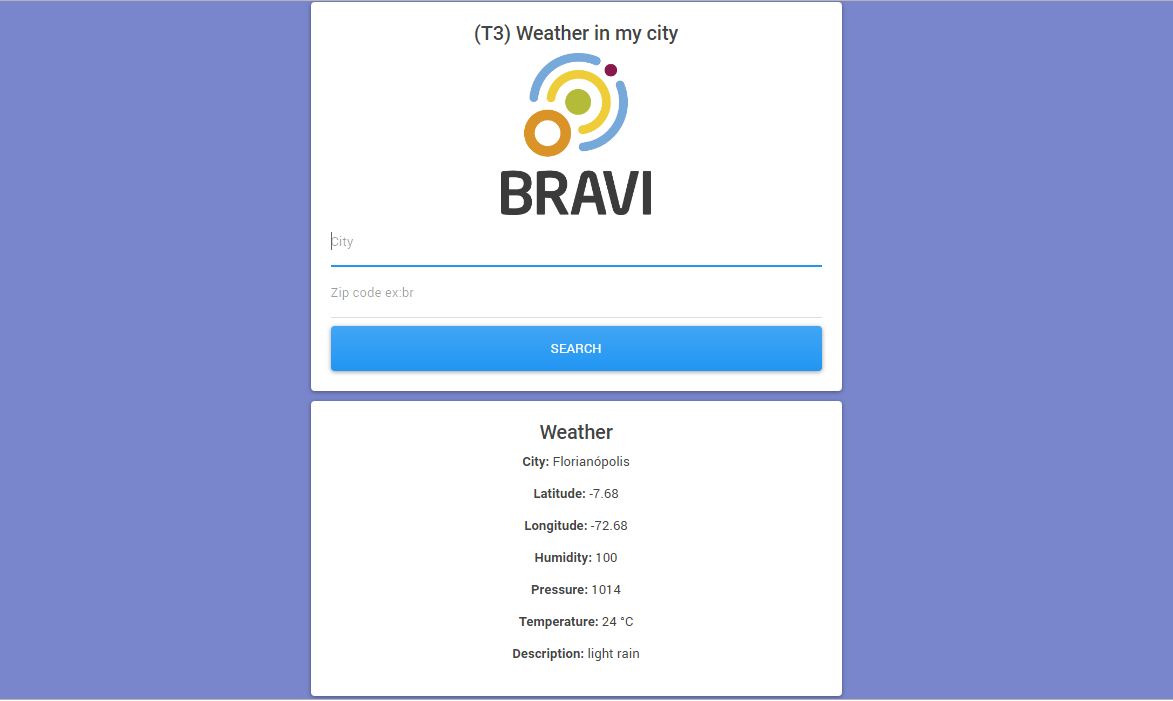 (T3) Weather in my city
BRAVI
City
Zip code ex:br
SEARCH
Weather
City: Florianópolis
Latitude: -7.68
Longitude: -72.68
Humidity: 100
Pressure: 1014
Temperature: 24 °C
Description: light rain